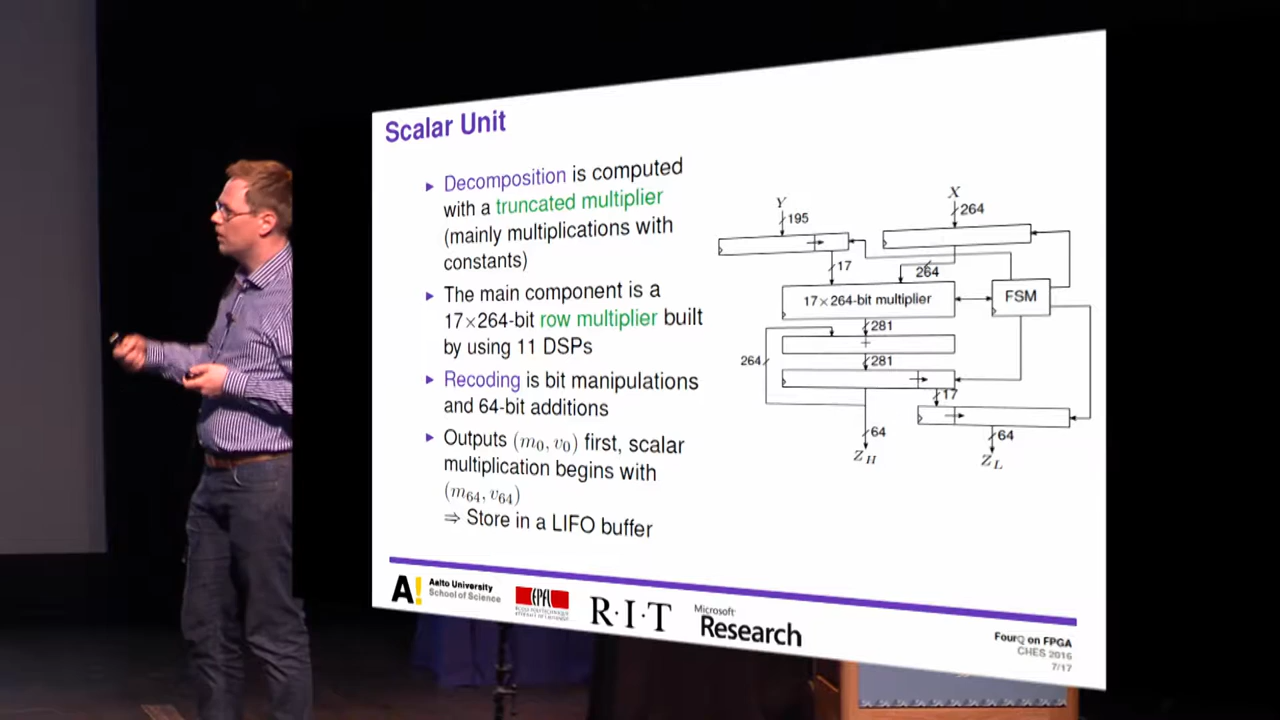 Scalar Unit
▸ Decomposition is computed
with a truncated multiplier
(mainly multiplications with
constants)
▸ The main component is a
17×264-bit row multiplier built
by using 11 DSPs
▸ Recoding is bit manipulations
and 64-bit additions
▸ Outputs (m₀, v₀) first, scalar
multiplication begins with
(m₆₄, v₆₄)
⇒ Store in a LIFO buffer
Y
195
X
264
17
264
17×264-bit multiplier
FSM
281
+
264
281
17
64
Z_H
64
Z_L
A! Aalto University
School of Science
EPFL
R·I·T
Microsoft
Research
FourQ on FPGA
CHES 2016
7/17